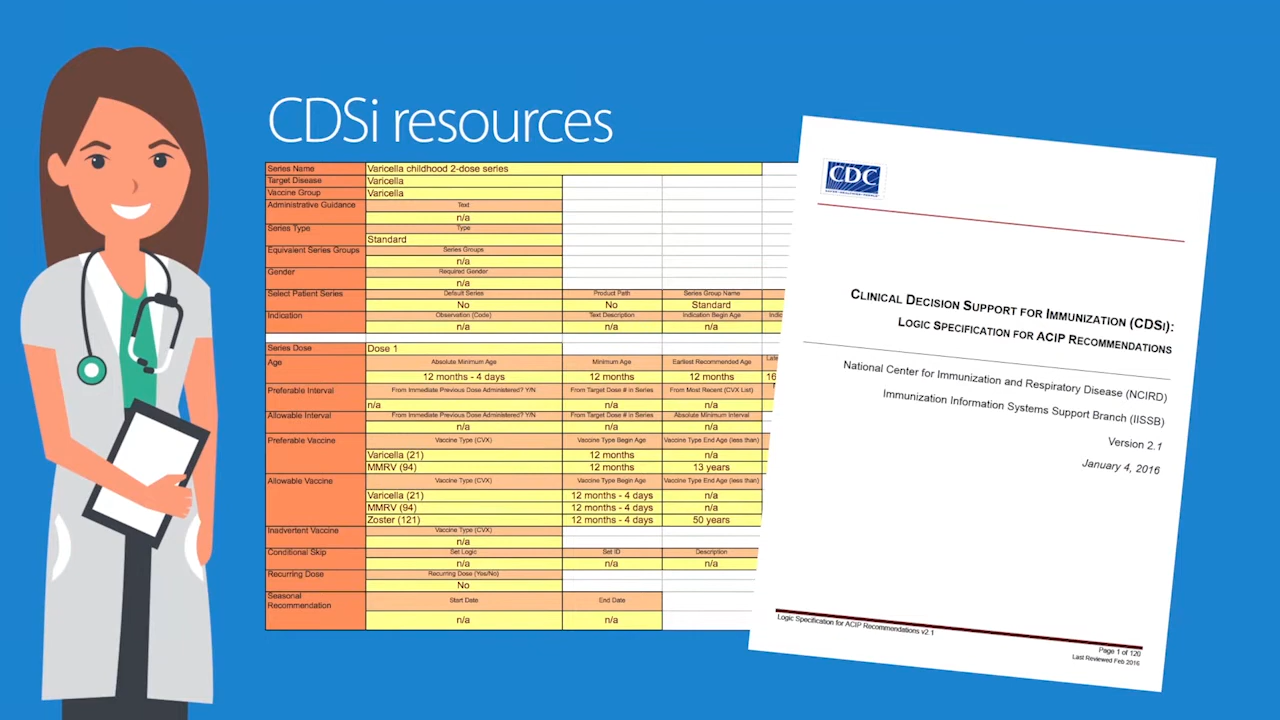 CDSi resources
Series Name Varicella childhood 2-dose series
Target Disease Varicella
Vaccine Group Varicella
Administrative Guidance Text
n/a
Series Type Type
Standard
Equivalent Series Groups Series Groups
n/a
Gender Required Gender
n/a
Select Patient Series Default Series Product Path Series Group Name
No No Standard
Indication Observation (Code) Text Description Indication Begin Age
n/a n/a n/a
Series Dose Dose 1
Age Absolute Minimum Age Minimum Age Earliest Recommended Age
12 months - 4 days 12 months 12 months 16
Preferable Interval From Immediate Previous Dose Administered? Y/N From Target Dose # in Series From Most Recent (CVX List)
n/a n/a n/a
Allowable Interval From Immediate Previous Dose Administered? Y/N From Target Dose # in Series Absolute Minimum Interval
n/a n/a n/a
Preferable Vaccine Vaccine Type (CVX) Vaccine Type Begin Age Vaccine Type End Age (less than)
Varicella (21) 12 months n/a
MMRV (94) 12 months 13 years
Allowable Vaccine Vaccine Type (CVX) Vaccine Type Begin Age Vaccine Type End Age (less than)
Varicella (21) 12 months - 4 days n/a
MMRV (94) 12 months - 4 days n/a
Zoster (121) 12 months - 4 days 50 years
Inadvertent Vaccine Vaccine Type (CVX)
n/a
Conditional Skip Set Logic Set ID Description
n/a n/a n/a
Recurring Dose Recurring Dose (Yes/No)
No
Seasonal Recommendation Start Date End Date
n/a n/a
CDC
CLINICAL DECISION SUPPORT FOR IMMUNIZATION (CDSI):
LOGIC SPECIFICATION FOR ACIP RECOMMENDATIONS
National Center for Immunization and Respiratory Disease (NCIRD)
Immunization Information Systems Support Branch (IISSB)
Version 2.1
January 4, 2016
Logic Specification for ACIP Recommendations v2.1
Page 1 of 120
Last Reviewed Feb 2016